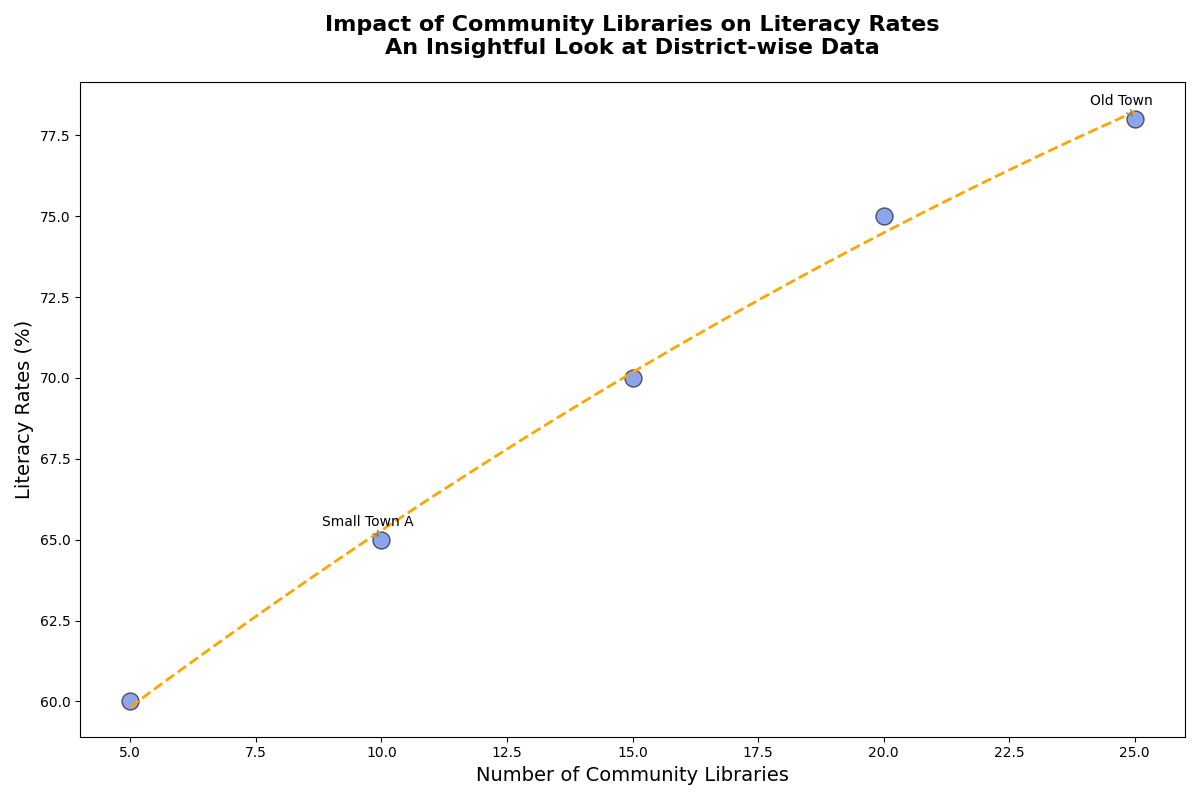 Impact of Community Libraries on Literacy Rates
An Insightful Look at District-wise Data
Old Town
Small Town A
Literacy Rates (%)
77.5
75.0
72.5
70.0
67.5
65.0
62.5
60.0
5.0 7.5 10.0 12.5 15.0 17.5 20.0 22.5 25.0
Number of Community Libraries